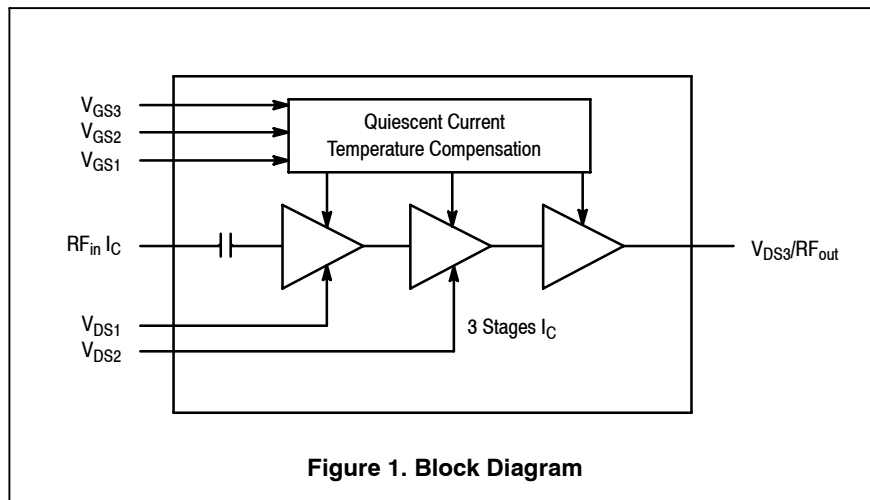 V_GS3
V_GS2
V_GS1
Quiescent Current
Temperature Compensation
RF_in I_C
V_DS3/RF_out
V_DS1
V_DS2
3 Stages I_C
Figure 1. Block Diagram